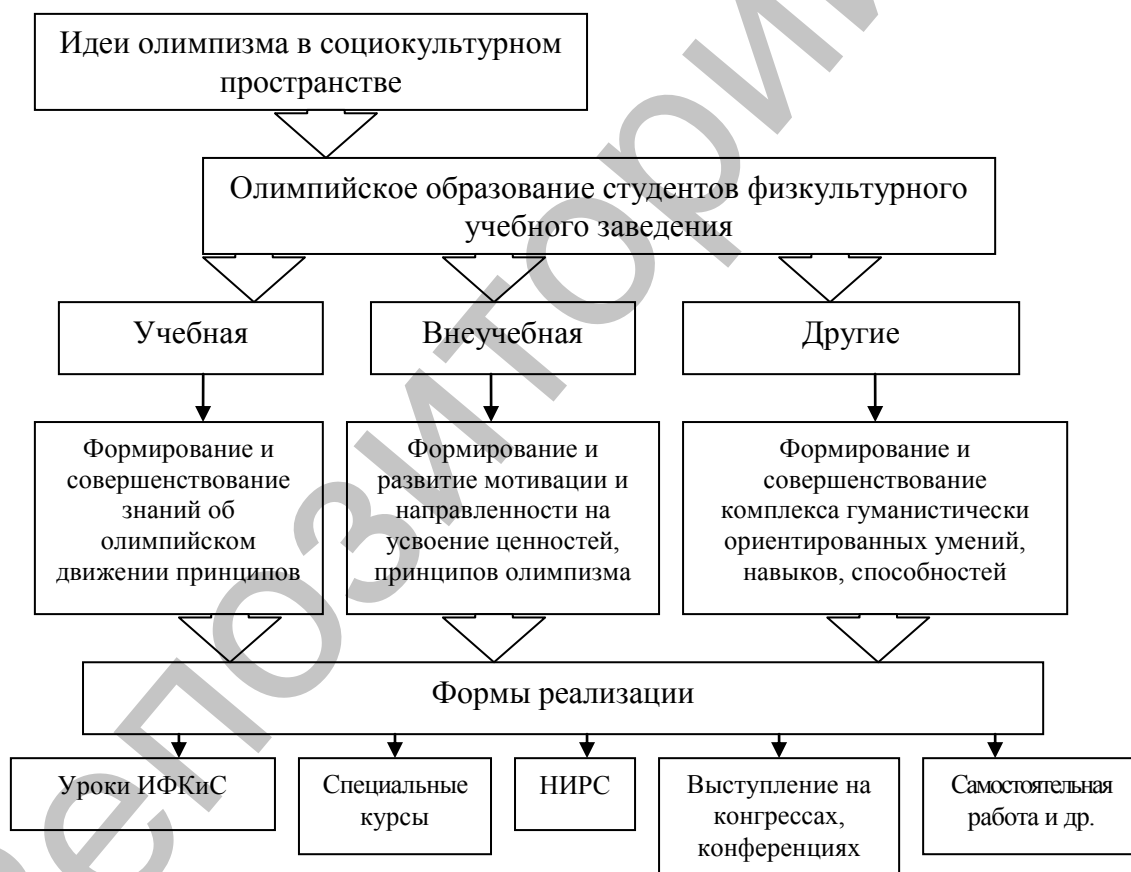 Идеи олимпизма в социокультурном
пространстве
Олимпийское образование студентов физкультурного
учебного заведения
Учебная
Внеучебная
Другие
Формирование и
совершенствование
знаний об
олимпийском
движении принципов
Формирование и
развитие мотивации и
направленности на
усвоение ценностей,
принципов олимпизма
Формирование и
совершенствование
комплекса гуманистически
ориентированных умений,
навыков, способностей
Формы реализации
Уроки ИФКиС
Специальные
курсы
НИРС
Выступление на
конгрессах,
конференциях
Самостоятельная
работа и др.